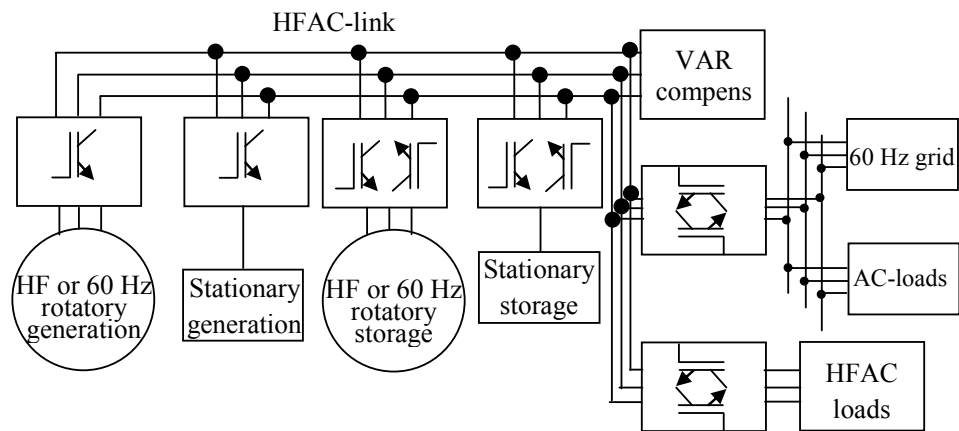 HFAC-link
VAR
compens
60 Hz grid
HF or 60 Hz
rotatory
generation
Stationary
generation
HF or 60 Hz
rotatory
storage
Stationary
storage
AC-loads
HFAC
loads